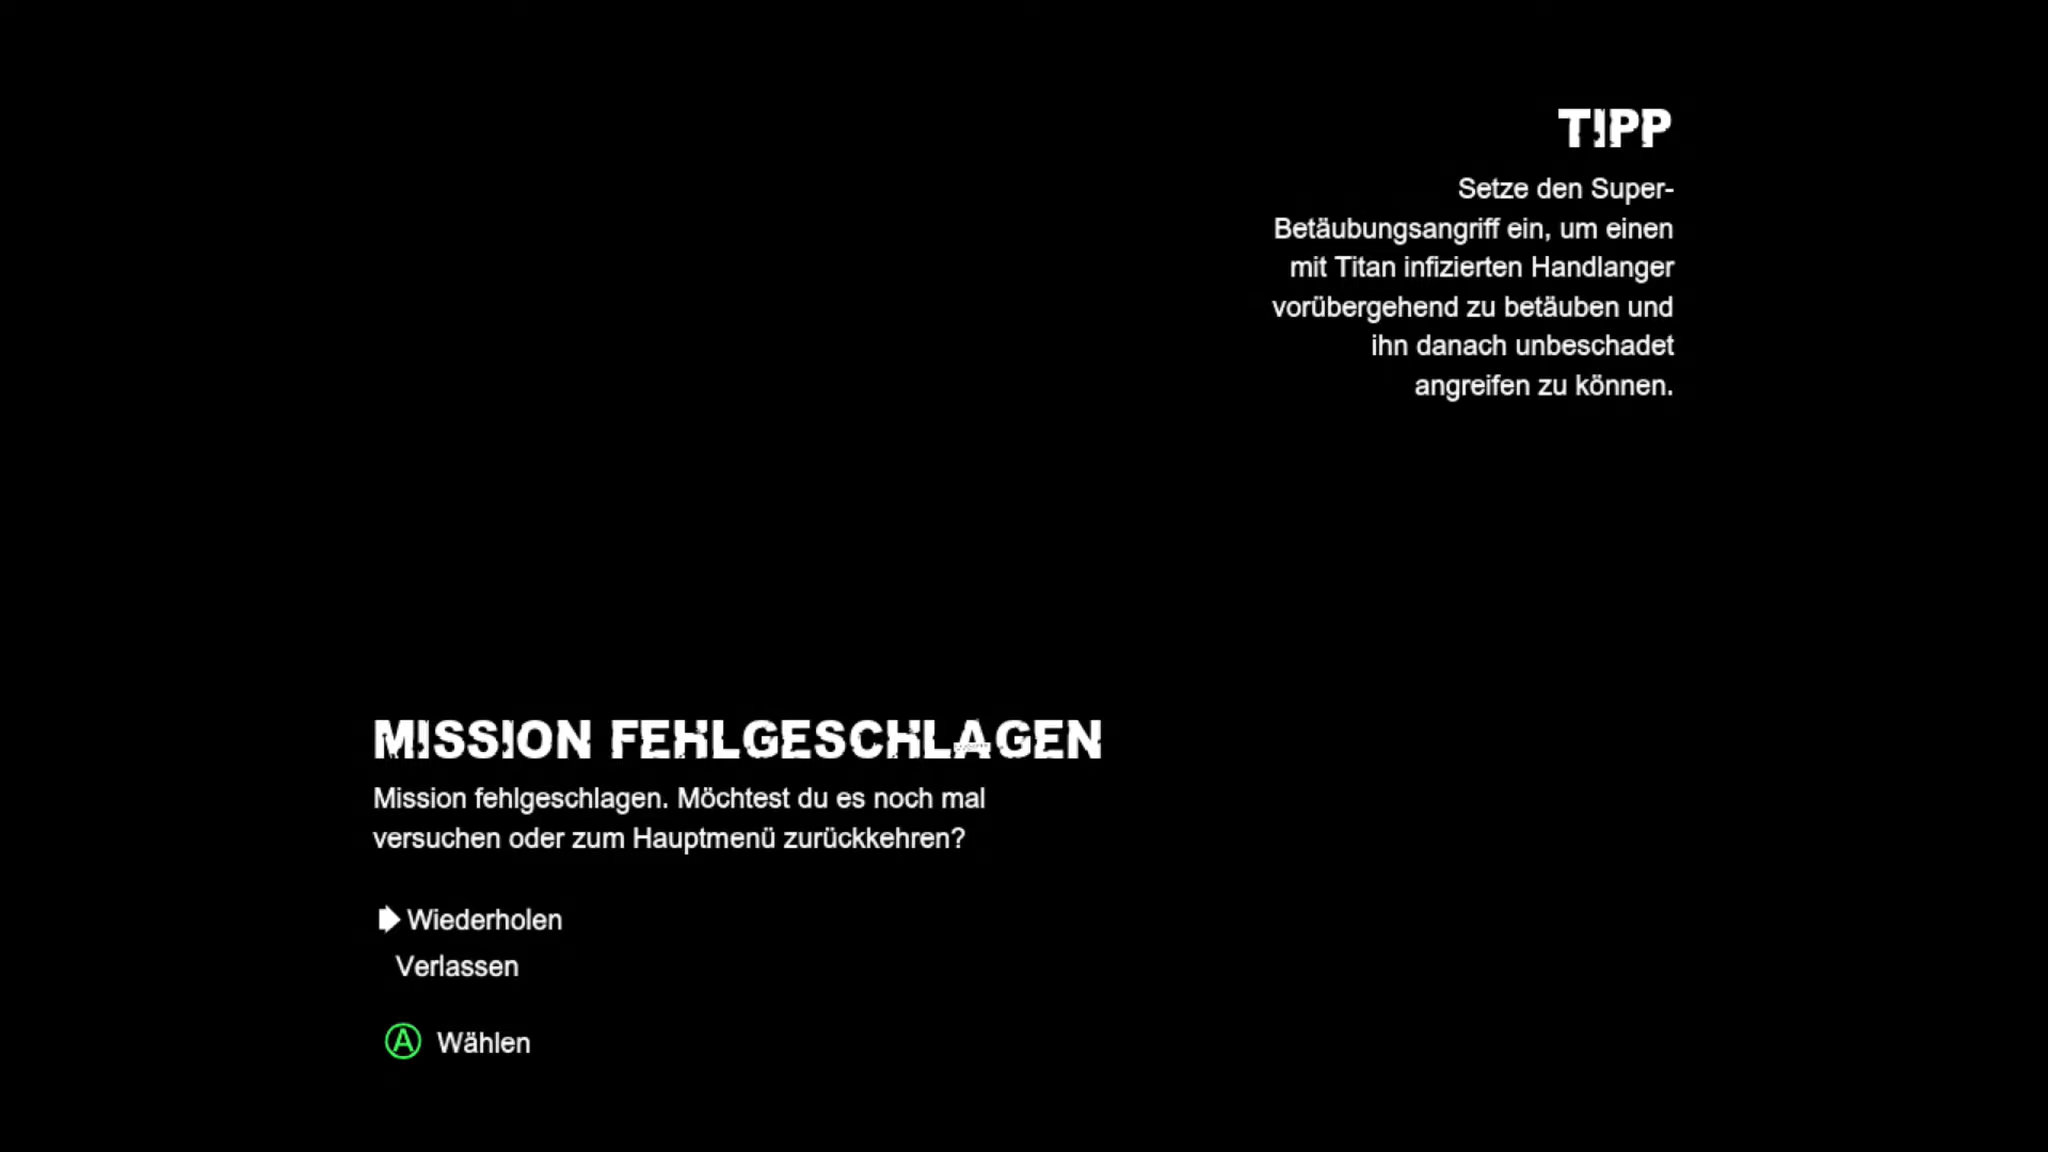 TIPP
Setze den Super-
Betäubungsangriff ein, um einen
mit Titan infizierten Handlanger
vorübergehend zu betäuben und
ihn danach unbeschadet
angreifen zu können.
MISSION FEHLGESCHLAGEN
Mission fehlgeschlagen. Möchtest du es noch mal
versuchen oder zum Hauptmenü zurückkehren?
Wiederholen
Verlassen
A Wählen